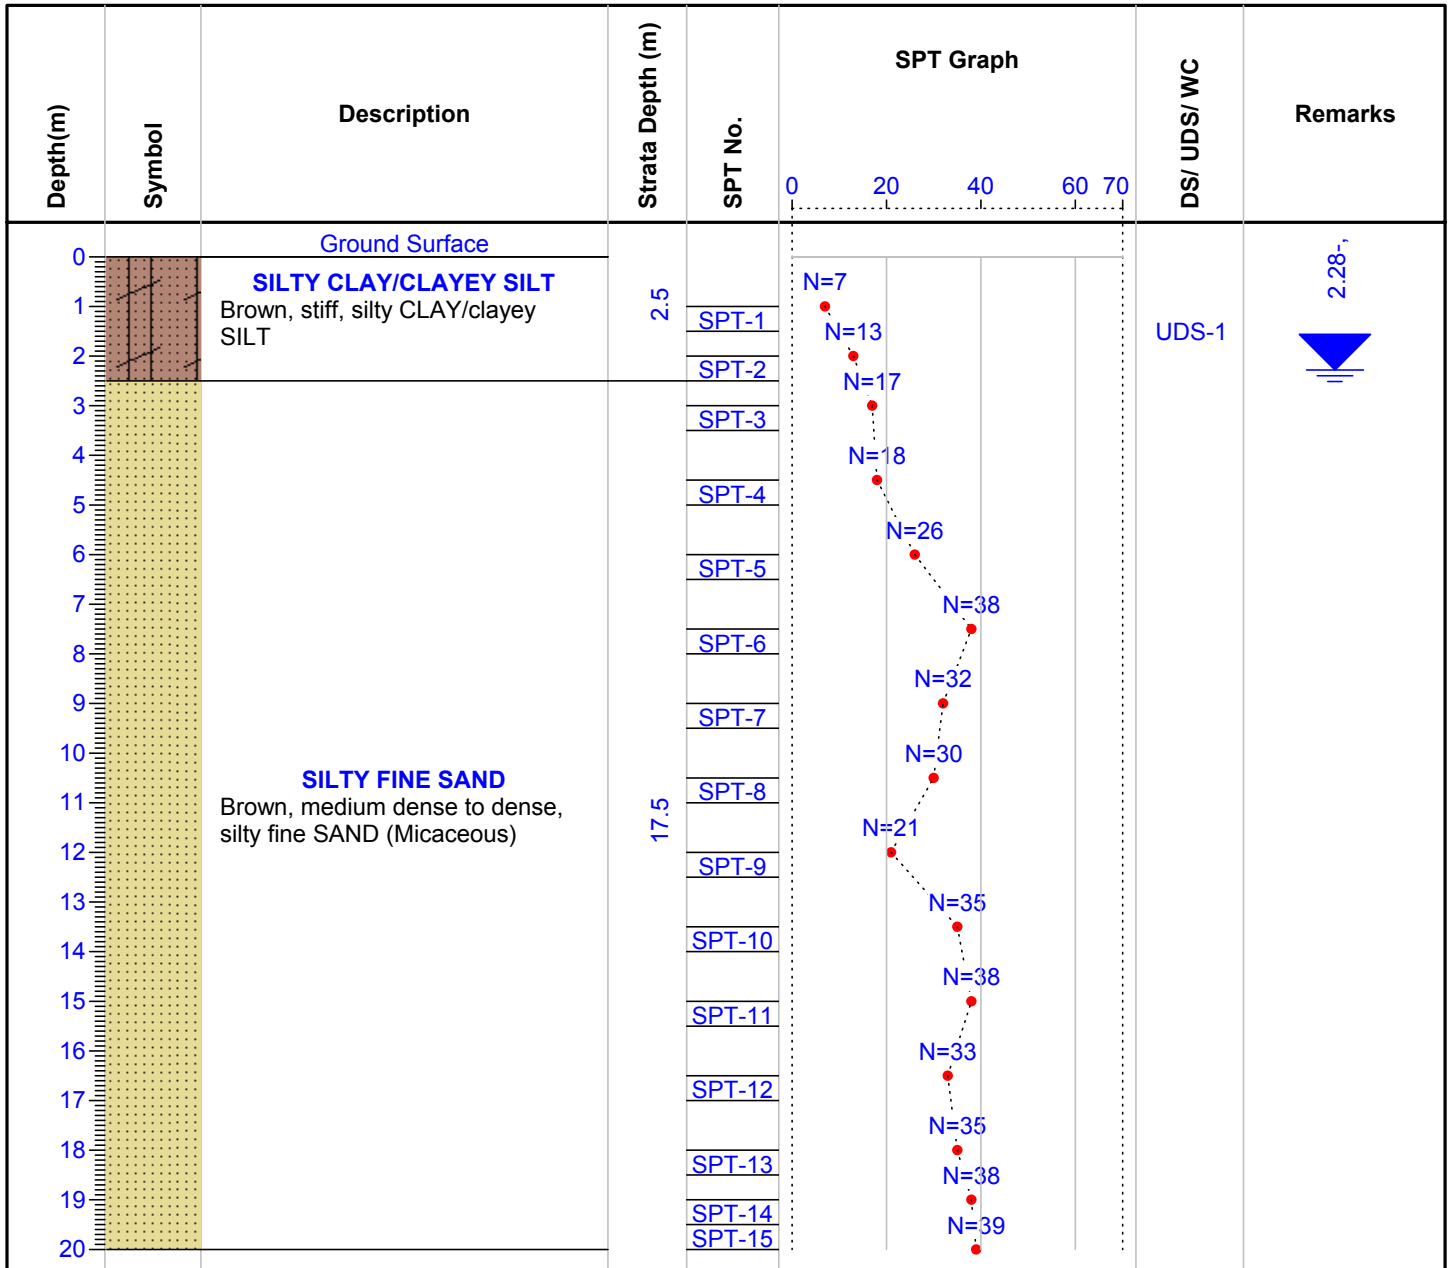 Depth(m)
Symbol
Description
Strata Depth (m)
SPT No.
SPT Graph
0 20 40 60 70
DS/ UDS/ WC
Remarks
Ground Surface
SILTY CLAY/CLAYEY SILT
Brown, stiff, silty CLAY/clayey
SILT
2.5
2.28-,
UDS-1
SILTY FINE SAND
Brown, medium dense to dense,
silty fine SAND (Micaceous)
17.5
0
1
2
3
4
5
6
7
8
9
10
11
12
13
14
15
16
17
18
19
20
SPT-1
SPT-2
SPT-3
SPT-4
SPT-5
SPT-6
SPT-7
SPT-8
SPT-9
SPT-10
SPT-11
SPT-12
SPT-13
SPT-14
SPT-15
N=7
N=13
N=17
N=18
N=26
N=38
N=32
N=30
N=21
N=35
N=38
N=33
N=35
N=38
N=39